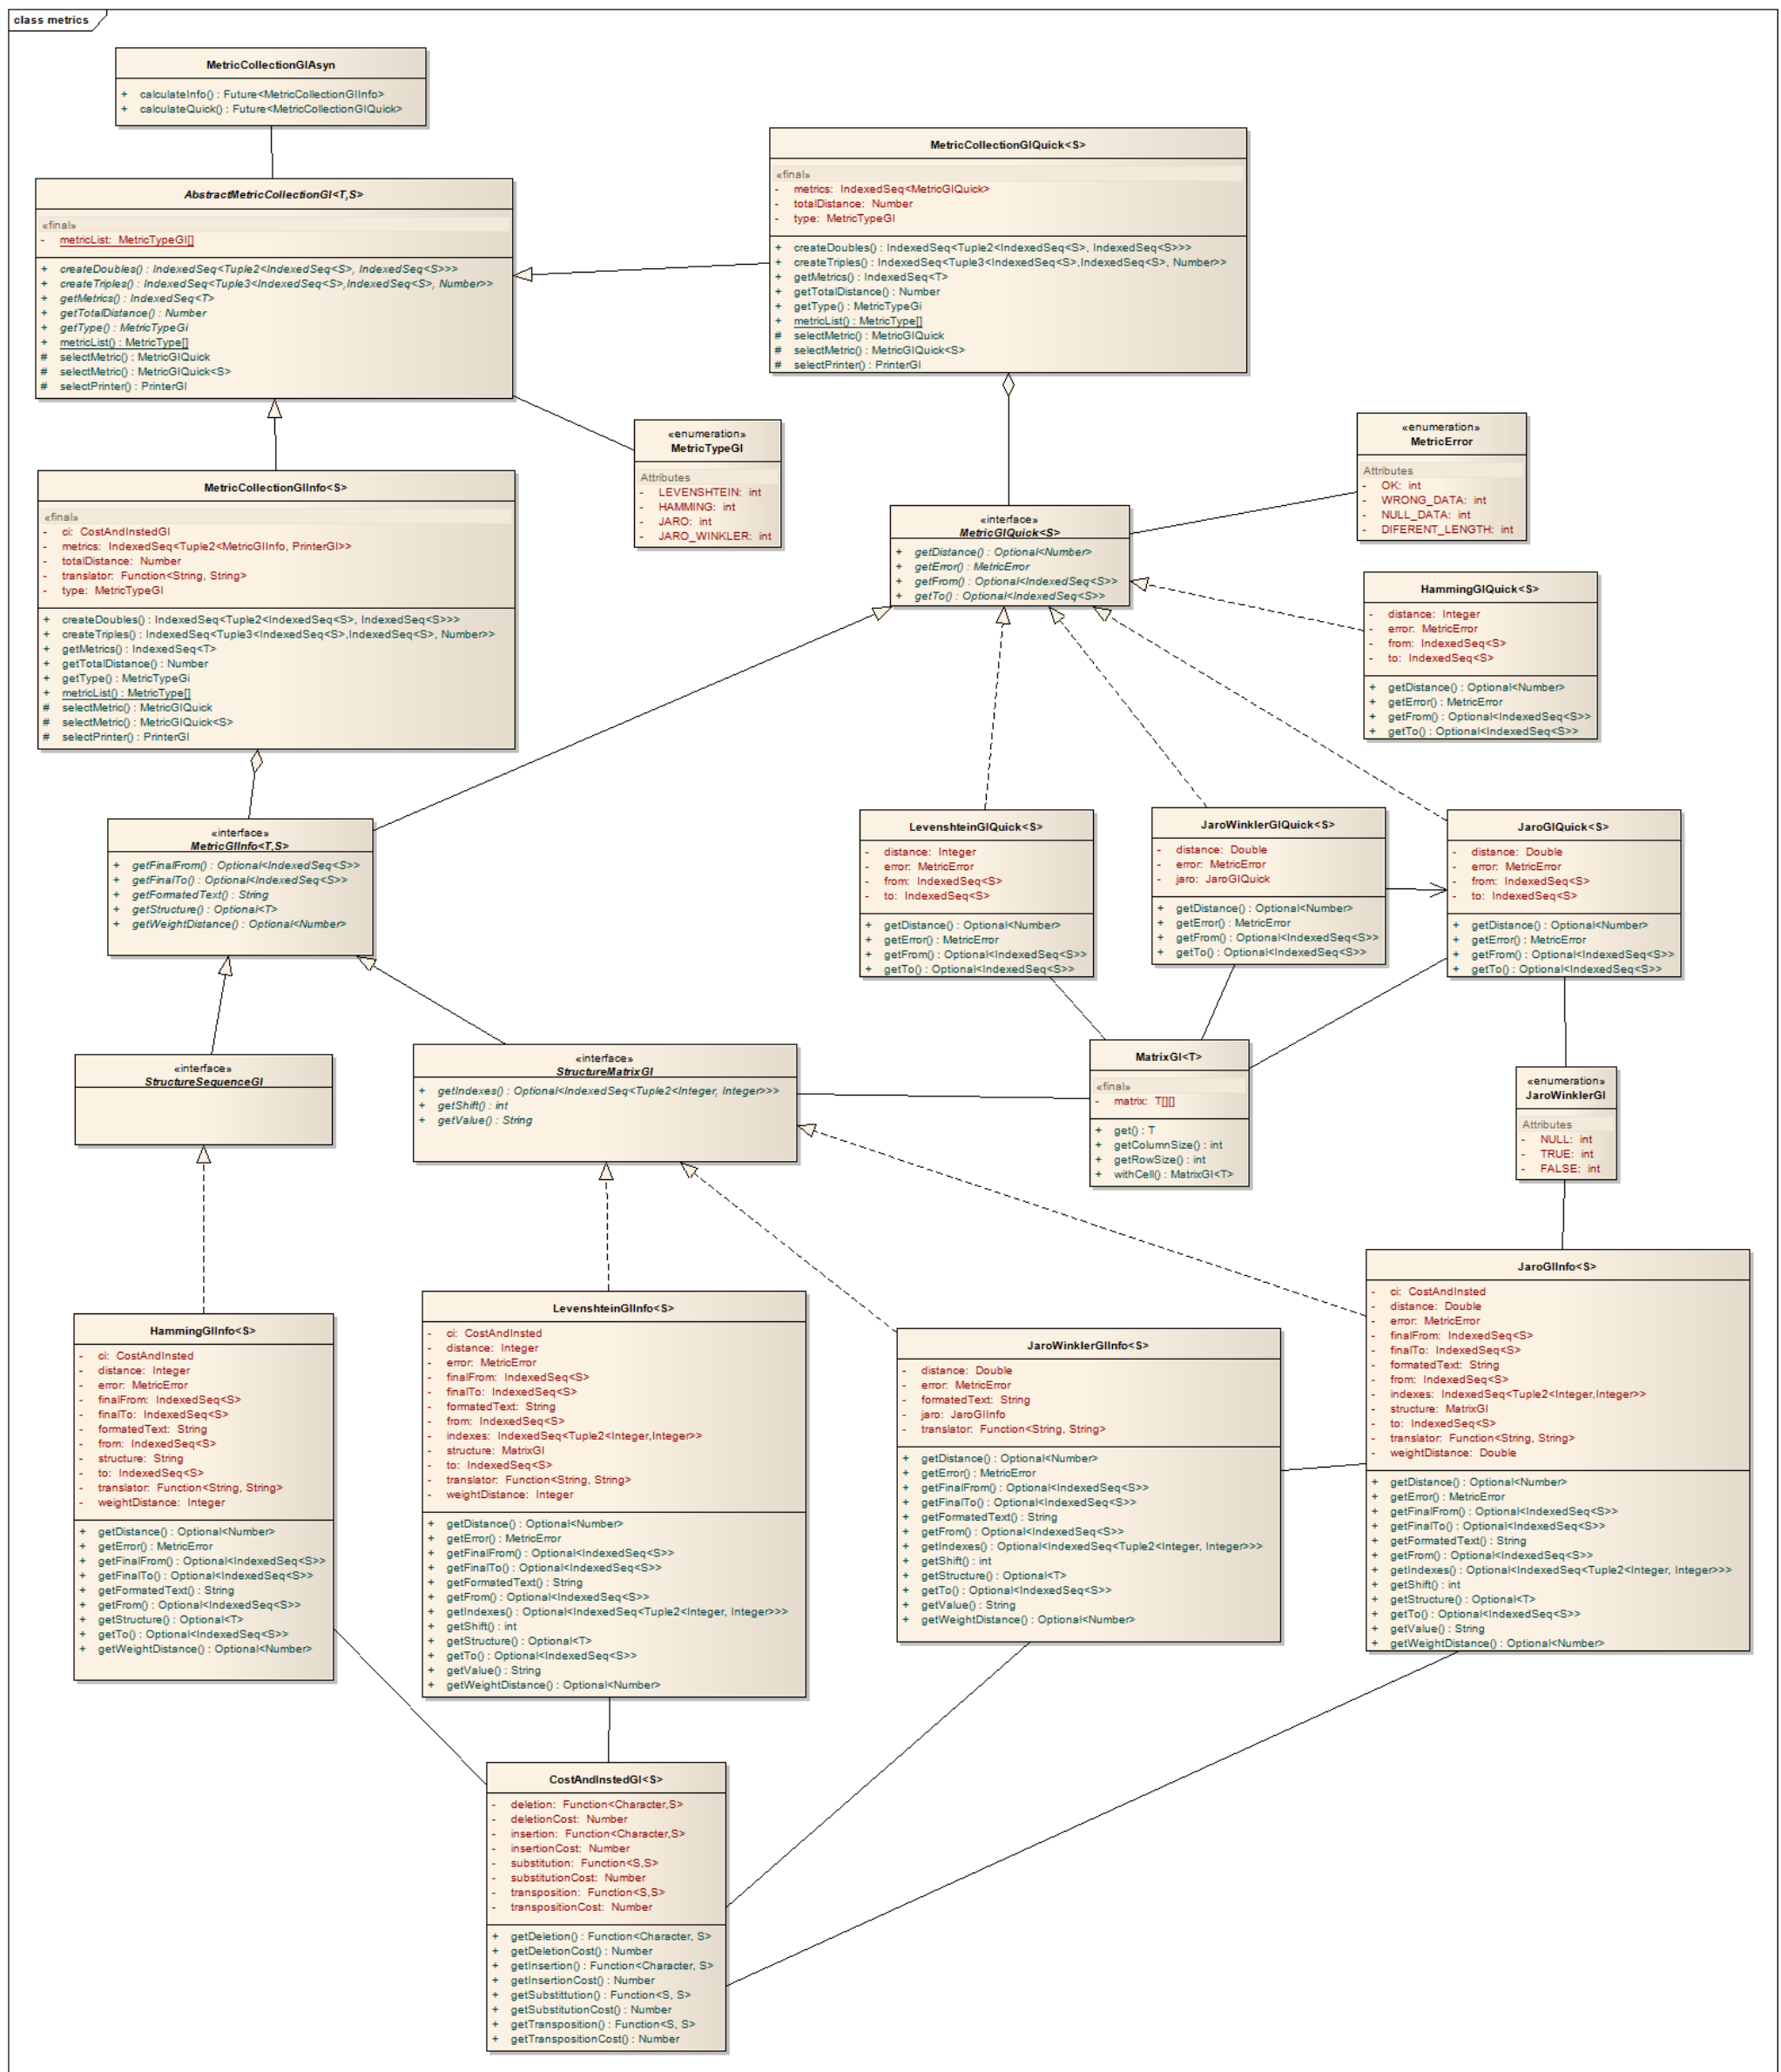 class metrics
MetricCollectionGIAsyn
+ calculateInfo() : Future<MetricCollectionGIInfo>
+ calculateQuick() : Future<MetricCollectionGIQuick>
AbstractMetricCollectionGI<T,S>
«final»
- metricList: MetricTypeGI[]
+ createDoubles() : IndexedSeq<Tuple2<IndexedSeq<S>, IndexedSeq<S>>>
+ createTriples() : IndexedSeq<Tuple3<IndexedSeq<S>,IndexedSeq<S>, Number>>
+ getMetrics() : IndexedSeq<T>
+ getTotalDistance() : Number
+ getType() : MetricTypeGi
+ metricList() : MetricType[]
# selectMetric() : MetricGIQuick
# selectMetric() : MetricGIQuick<S>
# selectPrinter() : PrinterGI
MetricCollectionGIQuick<S>
«final»
- metrics: IndexedSeq<MetricGIQuick>
- totalDistance: Number
- type: MetricTypeGI
+ createDoubles() : IndexedSeq<Tuple2<IndexedSeq<S>, IndexedSeq<S>>>
+ createTriples() : IndexedSeq<Tuple3<IndexedSeq<S>,IndexedSeq<S>, Number>>
+ getMetrics() : IndexedSeq<T>
+ getTotalDistance() : Number
+ getType() : MetricTypeGi
+ metricList() : MetricType[]
# selectMetric() : MetricGIQuick
# selectMetric() : MetricGIQuick<S>
# selectPrinter() : PrinterGI
«enumeration»
MetricTypeGI
Attributes
- LEVENSHTEIN: int
- HAMMING: int
- JARO: int
- JARO_WINKLER: int
«enumeration»
MetricError
Attributes
- OK: int
- WRONG_DATA: int
- NULL_DATA: int
- DIFERENT_LENGTH: int
MetricCollectionGIInfo<S>
«final»
- ci: CostAndInstedGI
- metrics: IndexedSeq<Tuple2<MetricGIInfo, PrinterGI>>
- totalDistance: Number
- translator: Function<String, String>
- type: MetricTypeGI
+ createDoubles() : IndexedSeq<Tuple2<IndexedSeq<S>, IndexedSeq<S>>>
+ createTriples() : IndexedSeq<Tuple3<IndexedSeq<S>,IndexedSeq<S>, Number>>
+ getMetrics() : IndexedSeq<T>
+ getTotalDistance() : Number
+ getType() : MetricTypeGi
+ metricList() : MetricType[]
# selectMetric() : MetricGIQuick
# selectMetric() : MetricGIQuick<S>
# selectPrinter() : PrinterGI
«interface»
MetricGIQuick<S>
+ getDistance() : Optional<Number>
+ getError() : MetricError
+ getFrom() : Optional<IndexedSeq<S>>
+ getTo() : Optional<IndexedSeq<S>>
HammingGIQuick<S>
- distance: Integer
- error: MetricError
- from: IndexedSeq<S>
- to: IndexedSeq<S>
+ getDistance() : Optional<Number>
+ getError() : MetricError
+ getFrom() : Optional<IndexedSeq<S>>
+ getTo() : Optional<IndexedSeq<S>>
«interface»
MetricGIInfo<T,S>
+ getFinalFrom() : Optional<IndexedSeq<S>>
+ getFinalTo() : Optional<IndexedSeq<S>>
+ getFormatedText() : String
+ getStructure() : Optional<T>
+ getWeightDistance() : Optional<Number>
LevenshteinGIQuick<S>
- distance: Integer
- error: MetricError
- from: IndexedSeq<S>
- to: IndexedSeq<S>
+ getDistance() : Optional<Number>
+ getError() : MetricError
+ getFrom() : Optional<IndexedSeq<S>>
+ getTo() : Optional<IndexedSeq<S>>
JaroWinklerGIQuick<S>
- distance: Double
- error: MetricError
- jaro: JaroGIQuick
+ getDistance() : Optional<Number>
+ getError() : MetricError
+ getFrom() : Optional<IndexedSeq<S>>
+ getTo() : Optional<IndexedSeq<S>>
JaroGIQuick<S>
- distance: Double
- error: MetricError
- from: IndexedSeq<S>
- to: IndexedSeq<S>
+ getDistance() : Optional<Number>
+ getError() : MetricError
+ getFrom() : Optional<IndexedSeq<S>>
+ getTo() : Optional<IndexedSeq<S>>
«interface»
StructureSequenceGI
«interface»
StructureMatrixGI
+ getIndexes() : Optional<IndexedSeq<Tuple2<Integer, Integer>>>
+ getShift() : int
+ getValue() : String
MatrixGI<T>
«final»
- matrix: T[][]
+ get() : T
+ getColumnSize() : int
+ getRowSize() : int
+ withCell() : MatrixGI<T>
«enumeration»
JaroWinklerGI
Attributes
- NULL: int
- TRUE: int
- FALSE: int
HammingGIInfo<S>
- ci: CostAndInsted
- distance: Integer
- error: MetricError
- finalFrom: IndexedSeq<S>
- finalTo: IndexedSeq<S>
- formatedText: String
- from: IndexedSeq<S>
- structure: String
- to: IndexedSeq<S>
- translator: Function<String, String>
- weightDistance: Integer
+ getDistance() : Optional<Number>
+ getError() : MetricError
+ getFinalFrom() : Optional<IndexedSeq<S>>
+ getFinalTo() : Optional<IndexedSeq<S>>
+ getFormatedText() : String
+ getFrom() : Optional<IndexedSeq<S>>
+ getStructure() : Optional<T>
+ getTo() : Optional<IndexedSeq<S>>
+ getWeightDistance() : Optional<Number>
LevenshteinGIInfo<S>
- ci: CostAndInsted
- distance: Integer
- error: MetricError
- finalFrom: IndexedSeq<S>
- finalTo: IndexedSeq<S>
- formatedText: String
- from: IndexedSeq<S>
- indexes: IndexedSeq<Tuple2<Integer,Integer>>
- structure: MatrixGI
- to: IndexedSeq<S>
- translator: Function<String, String>
- weightDistance: Integer
+ getDistance() : Optional<Number>
+ getError() : MetricError
+ getFinalFrom() : Optional<IndexedSeq<S>>
+ getFinalTo() : Optional<IndexedSeq<S>>
+ getFormatedText() : String
+ getFrom() : Optional<IndexedSeq<S>>
+ getIndexes() : Optional<IndexedSeq<Tuple2<Integer, Integer>>>
+ getShift() : int
+ getStructure() : Optional<T>
+ getTo() : Optional<IndexedSeq<S>>
+ getValue() : String
+ getWeightDistance() : Optional<Number>
JaroWinklerGIInfo<S>
- distance: Double
- error: MetricError
- formatedText: String
- jaro: JaroGIInfo
- translator: Function<String, String>
+ getDistance() : Optional<Number>
+ getError() : MetricError
+ getFinalFrom() : Optional<IndexedSeq<S>>
+ getFinalTo() : Optional<IndexedSeq<S>>
+ getFormatedText() : String
+ getFrom() : Optional<IndexedSeq<S>>
+ getIndexes() : Optional<IndexedSeq<Tuple2<Integer, Integer>>>
+ getShift() : int
+ getStructure() : Optional<T>
+ getTo() : Optional<IndexedSeq<S>>
+ getValue() : String
+ getWeightDistance() : Optional<Number>
JaroGIInfo<S>
- ci: CostAndInsted
- distance: Double
- error: MetricError
- finalFrom: IndexedSeq<S>
- finalTo: IndexedSeq<S>
- formatedText: String
- from: IndexedSeq<S>
- indexes: IndexedSeq<Tuple2<Integer,Integer>>
- structure: MatrixGI
- to: IndexedSeq<S>
- translator: Function<String, String>
- weightDistance: Double
+ getDistance() : Optional<Number>
+ getError() : MetricError
+ getFinalFrom() : Optional<IndexedSeq<S>>
+ getFinalTo() : Optional<IndexedSeq<S>>
+ getFormatedText() : String
+ getFrom() : Optional<IndexedSeq<S>>
+ getIndexes() : Optional<IndexedSeq<Tuple2<Integer, Integer>>>
+ getShift() : int
+ getStructure() : Optional<T>
+ getTo() : Optional<IndexedSeq<S>>
+ getValue() : String
+ getWeightDistance() : Optional<Number>
CostAndInstedGI<S>
- deletion: Function<Character,S>
- deletionCost: Number
- insertion: Function<Character,S>
- insertionCost: Number
- substitution: Function<S,S>
- substitutionCost: Number
- transposition: Function<S,S>
- transpositionCost: Number
+ getDeletion() : Function<Character, S>
+ getDeletionCost() : Number
+ getInsertion() : Function<Character, S>
+ getInsertionCost() : Number
+ getSubstittution() : Function<S, S>
+ getSubstitutionCost() : Number
+ getTransposition() : Function<S, S>
+ getTranspositionCost() : Number